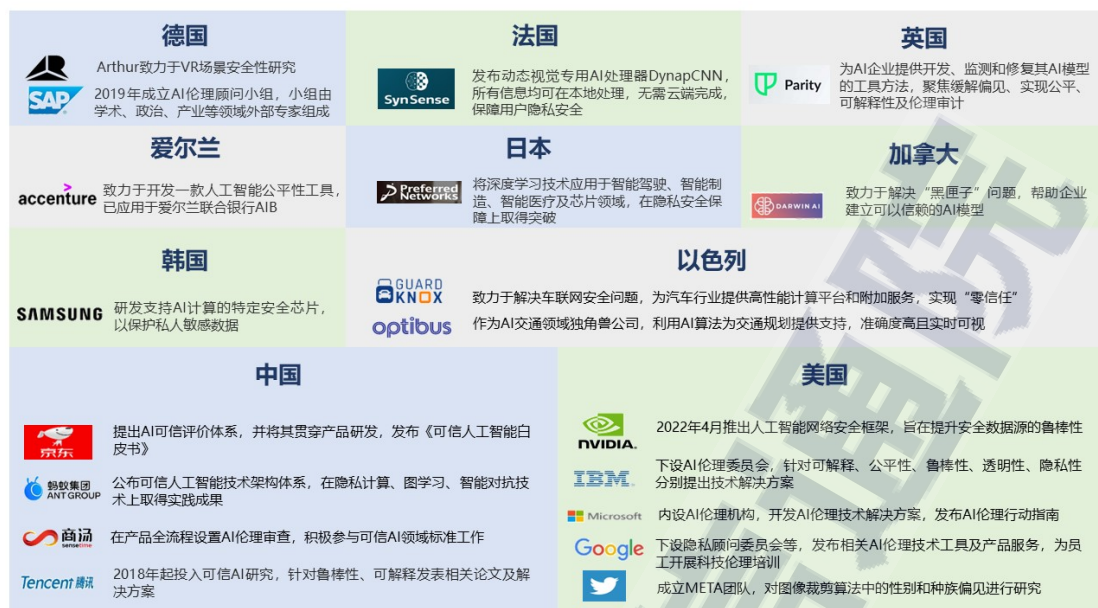 德国
Arthur致力于VR场景安全性研究
SAP
2019年成立AI伦理顾问小组，小组由
学术、政治、产业等领域外部专家组成
法国
SynSense
发布动态视觉专用AI处理器DynapCNN，
所有信息均可在本地处理，无需云端完成，
保障用户隐私安全
英国
Parity
为AI企业提供开发、监测和修复其AI模型
的工具方法，聚焦缓解偏见、实现公平、
可解释性及伦理审计
爱尔兰
accenture
致力于开发一款人工智能公平性工具，
已应用于爱尔兰联合银行AIB
日本
Preferred
Networks
将深度学习技术应用于智能驾驶、智能制
造、智能医疗及芯片领域，在隐私安全保
障上取得突破
加拿大
DARWIN AI
致力于解决“黑匣子”问题，帮助企业
建立可以信赖的AI模型
韩国
SAMSUNG
研发支持AI计算的特定安全芯片，
以保护私人敏感数据
以色列
GUARD
KNOX
致力于解决车联网安全问题，为汽车行业提供高性能计算平台和附加服务，实现“零信任”
optibus
作为AI交通领域独角兽公司，利用AI算法为交通规划提供支持，准确度高且实时可视
中国
京东
提出AI可信评价体系，并将其贯穿产品研发，发布《可信人工智能白
皮书》
蚂蚁集团
ANT GROUP
公布可信人工智能技术架构体系，在隐私计算、图学习、智能对抗技
术上取得实践成果
商汤
sensetime
在产品全流程设置AI伦理审查，积极参与可信AI领域标准工作
Tencent 腾讯
2018年起投入可信AI研究，针对鲁棒性、可解释发表相关论文及解
决方案
美国
NVIDIA.
2022年4月推出人工智能网络安全框架，旨在提升安全数据源的鲁棒性
IBM
下设AI伦理委员会，针对可解释、公平性、鲁棒性、透明性、隐私性
分别提出技术解决方案
Microsoft
内设AI伦理机构，开发AI伦理技术解决方案，发布AI伦理行动指南
Google
下设隐私顾问委员会等，发布相关AI伦理技术工具及产品服务，为员
工开展科技伦理培训
成立META团队，对图像裁剪算法中的性别和种族偏见进行研究